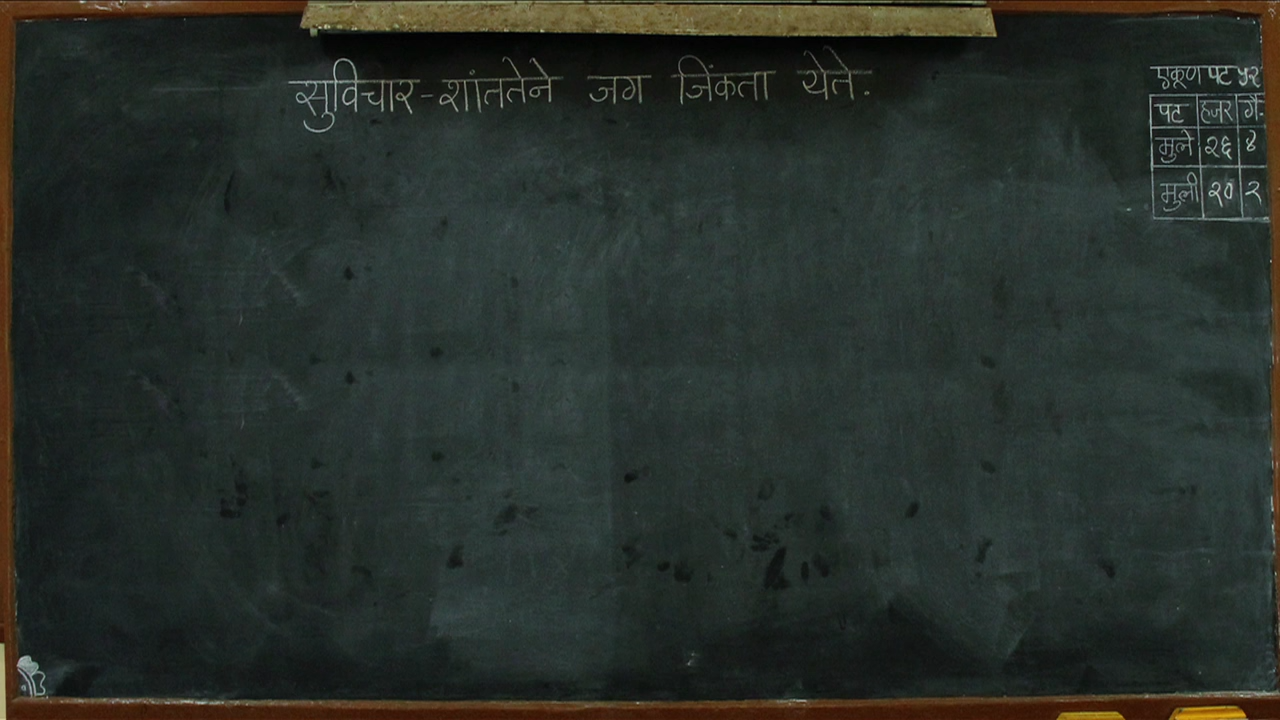 सुविचार-शांततेने जग जिंकता येते.
एकूण पट ५२
पट हजर गै-
मुले २६ ४
मुली २० २